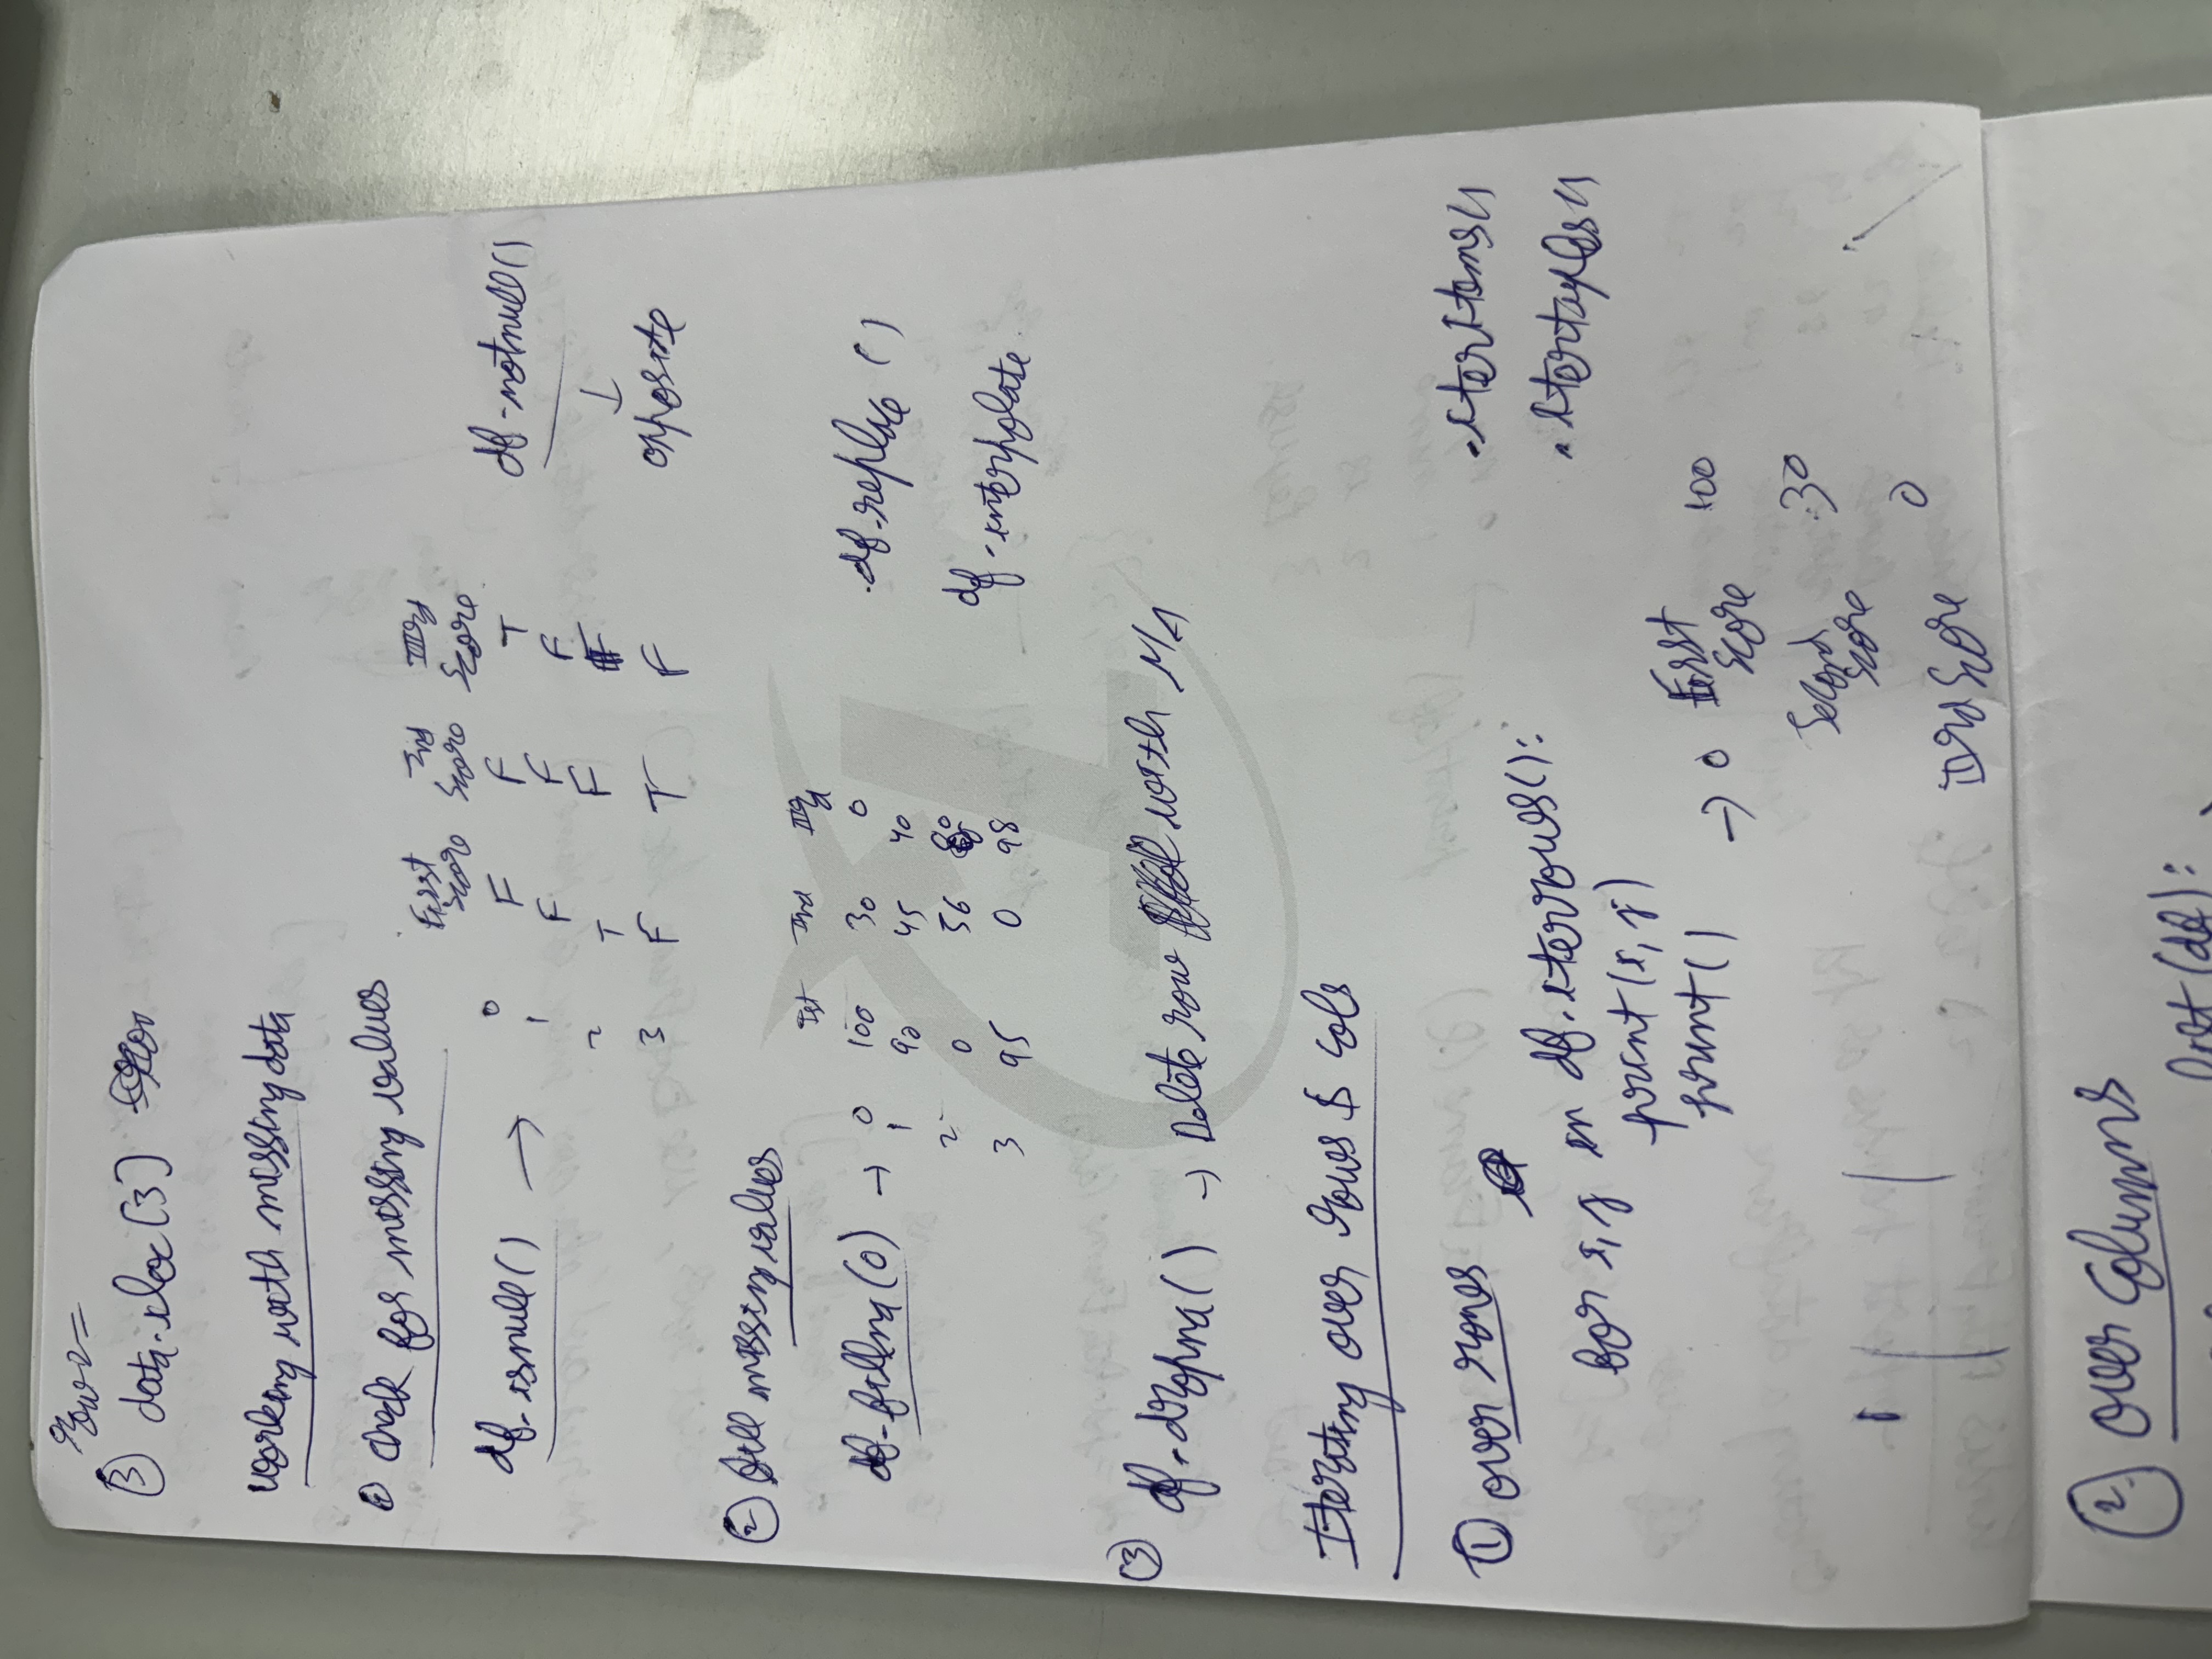 row2=
③ data.iloc[3]
working with missing data
① check for missing values
First Score IInd Score IIIrd Score
df.isnull() → 0 F F T df.notnull()
1 F F F
2 T F F ↓
3 F T F opposite
② fill missing values
Ist IInd IIIrd
df.fillna(0) → 0 100 30 0 .df.replace()
1 90 45 40
2 0 56 80 df.interpolate
3 95 0 98
③ df.dropna() → Delete row with NA
Iterating over rows & cols
① over rows .iteritems()
for i,j in df.iterrows(): .itertuples()
print(i,j)
print() → 0 First Score 100
Second Score 30
IIIrd Score 0
1
② over columns
list(df):